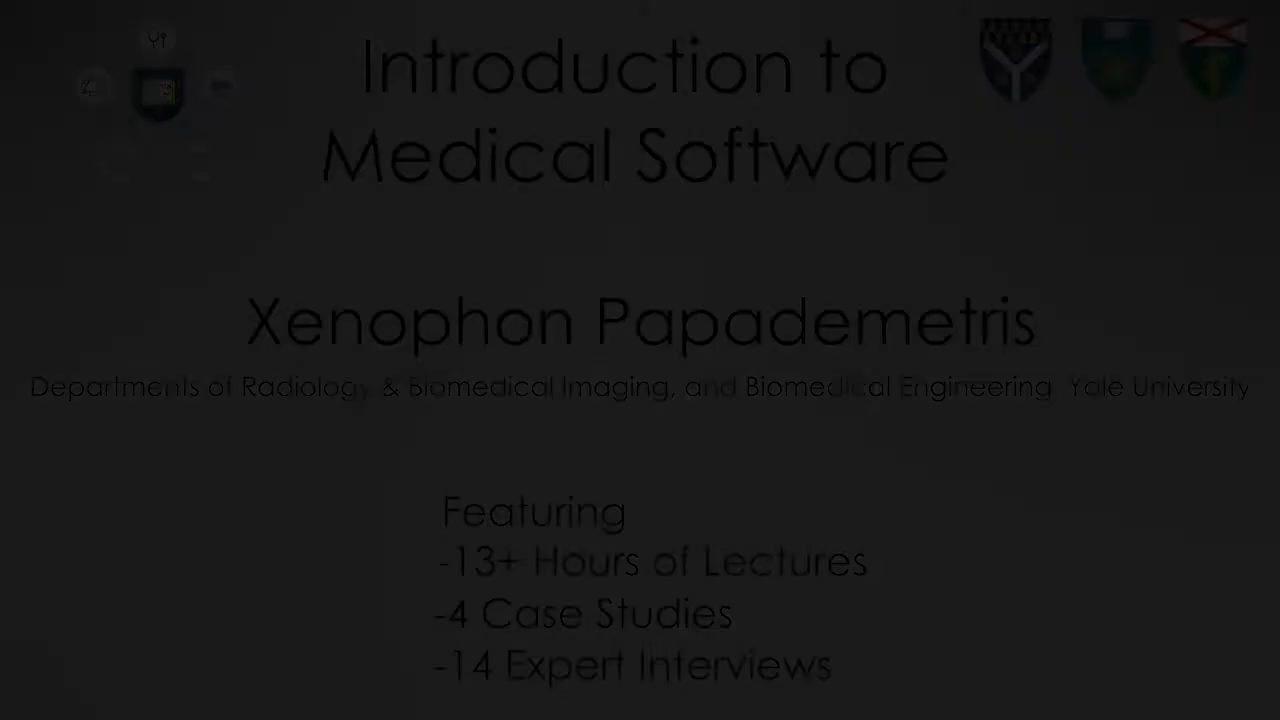 Introduction to
Medical Software
Xenophon Papademetris
Departments of Radiology & Biomedical Imaging, and Biomedical Engineering, Yale University
Featuring
-13+ Hours of Lectures
-4 Case Studies
-14 Expert Interviews